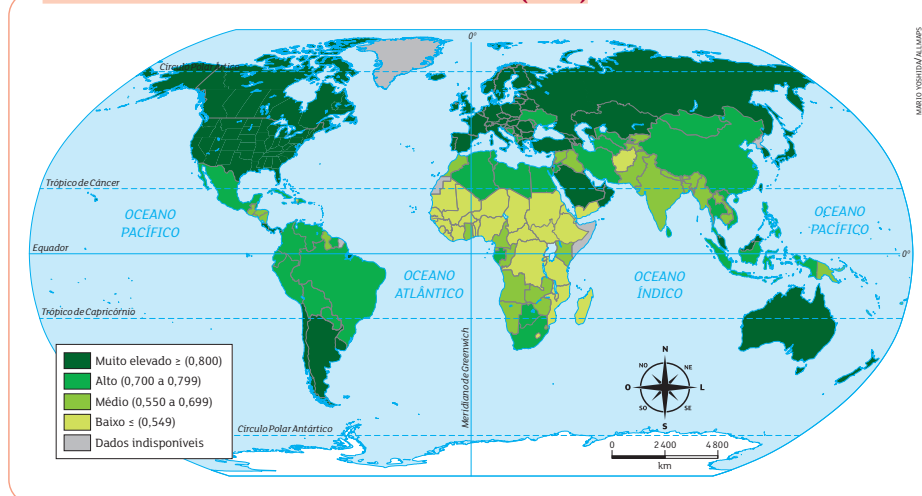 MARIO YOSHIDA/ALLMAPS
0°
Círculo Polar Ártico
Trópico de Câncer
OCEANO
PACÍFICO
OCEANO
PACÍFICO
Equador
0°
OCEANO
ATLÂNTICO
OCEANO
ÍNDICO
Trópico de Capricórnio
Meridiano de Greenwich
Muito elevado ≥ (0,800)
Alto (0,700 a 0,799)
Médio (0,550 a 0,699)
Baixo ≤ (0,549)
Dados indisponíveis
N
NO
NE
O
L
SO
SE
S
Círculo Polar Antártico
0 2 400 4 800
km